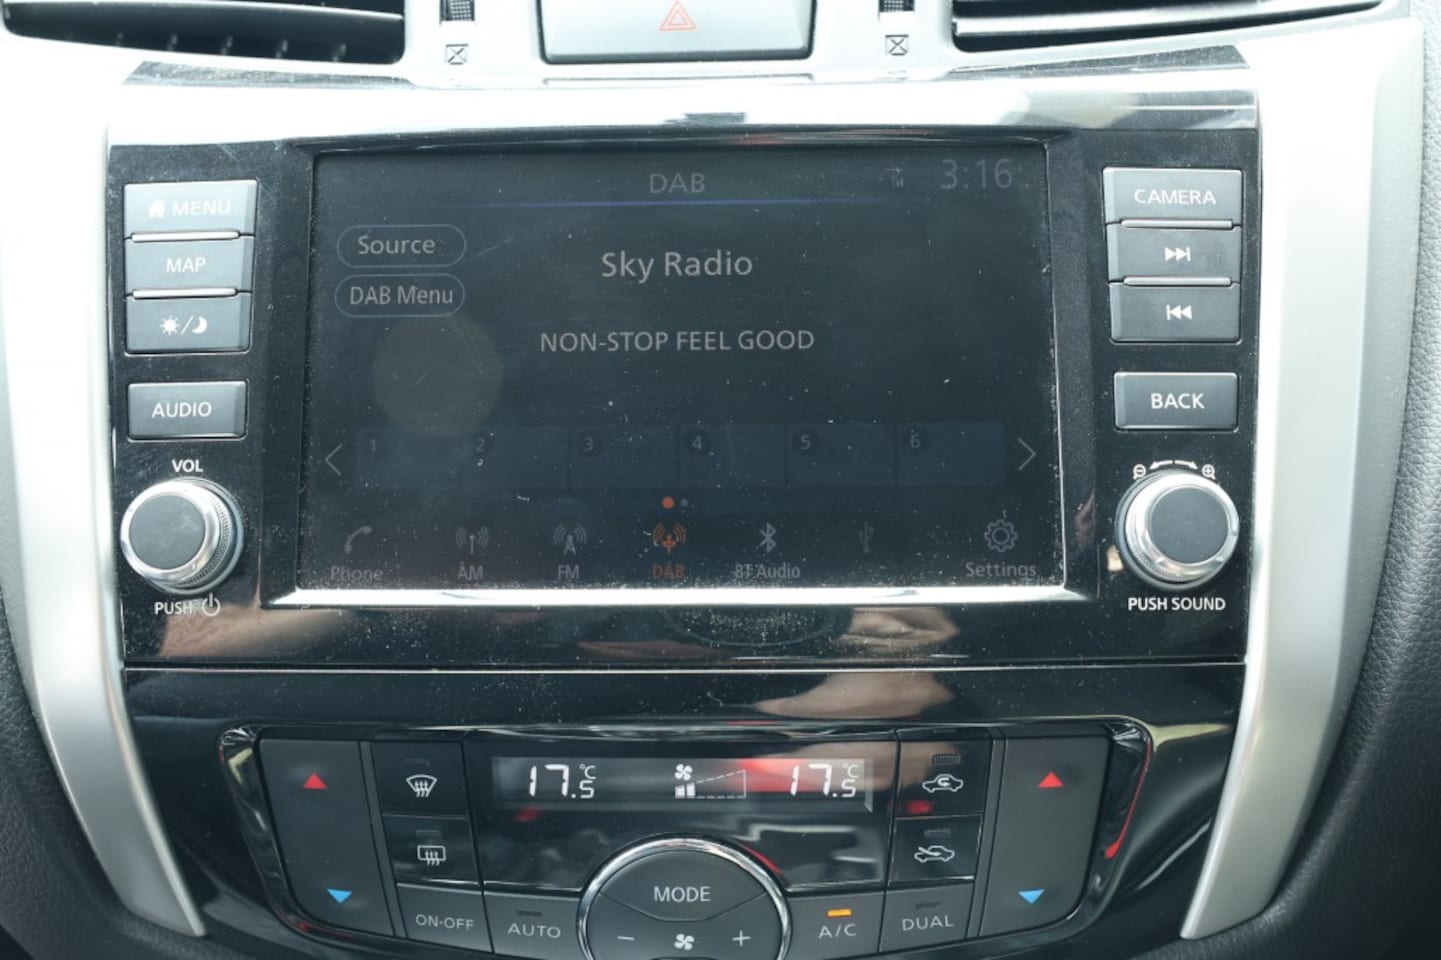 DAB
3:16
MENU
CAMERA
Source
MAP
Sky Radio
DAB Menu
NON-STOP FEEL GOOD
AUDIO
BACK
1 2 3 4 5 6
VOL
Phone AM FM DAB BT Audio Settings
PUSH
PUSH SOUND
17.5°C
17.5°C
MODE
ON-OFF
AUTO
A/C
DUAL